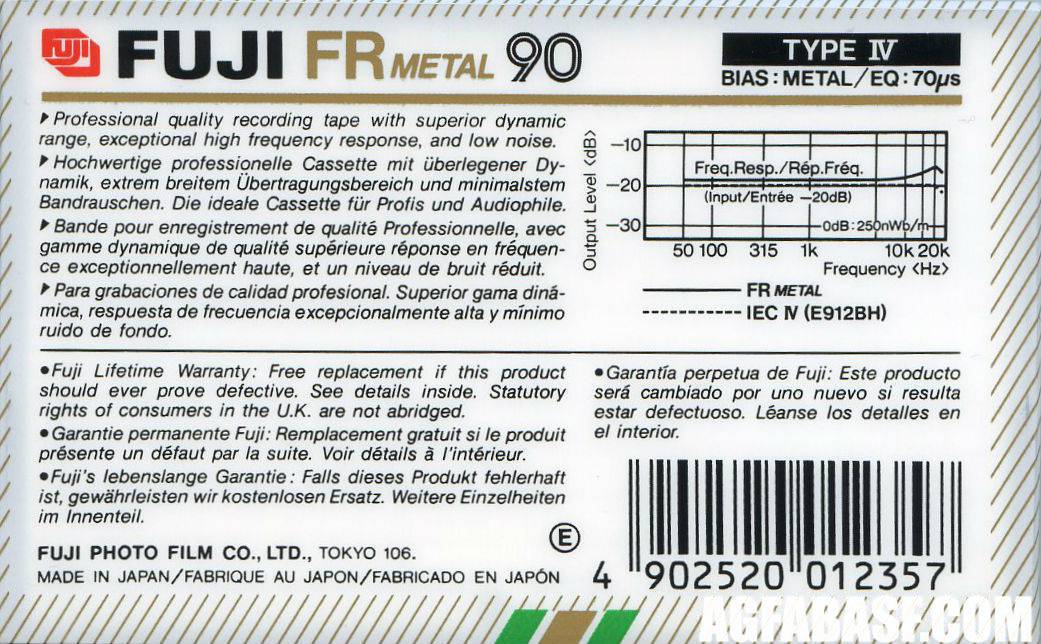 FUJI FUJI FR METAL 90
TYPE IV
BIAS : METAL/EQ : 70μs
Professional quality recording tape with superior dynamic
range, exceptional high frequency response, and low noise.
Hochwertige professionelle Cassette mit überlegener Dy-
namik, extrem breitem Übertragungsbereich und minimalstem
Bandrauschen. Die ideale Cassette für Profis und Audiophile.
Bande pour enregistrement de qualité Professionnelle, avec
gamme dynamique de qualité supérieure réponse en fréquen-
ce exceptionnellement haute, et un niveau de bruit réduit.
Para grabaciones de calidad profesional. Superior gama diná-
mica, respuesta de frecuencia excepcionalmente alta y mínimo
ruido de fondo.
Output Level <dB>
−10
−20
−30
Freq.Resp./Rép.Fréq.
(Input/Entrée −20dB)
0dB : 250nWb/m
50 100 315 1k 10k 20k
Frequency <Hz>
FR METAL
IEC IV (E912BH)
•Fuji Lifetime Warranty: Free replacement if this product
should ever prove defective. See details inside. Statutory
rights of consumers in the U.K. are not abridged.
•Garantie permanente Fuji: Remplacement gratuit si le produit
présente un défaut par la suite. Voir détails à l'intérieur.
•Fuji's lebenslange Garantie : Falls dieses Produkt fehlerhaft
ist, gewährleisten wir kostenlosen Ersatz. Weitere Einzelheiten
im Innenteil.
•Garantía perpetua de Fuji: Este producto
será cambiado por uno nuevo si resulta
estar defectuoso. Léanse los detalles en
el interior.
FUJI PHOTO FILM CO., LTD., TOKYO 106.
MADE IN JAPAN/FABRIQUE AU JAPON/FABRICADO EN JAPÓN
E
4 902520 012357
AGFABASF.COM